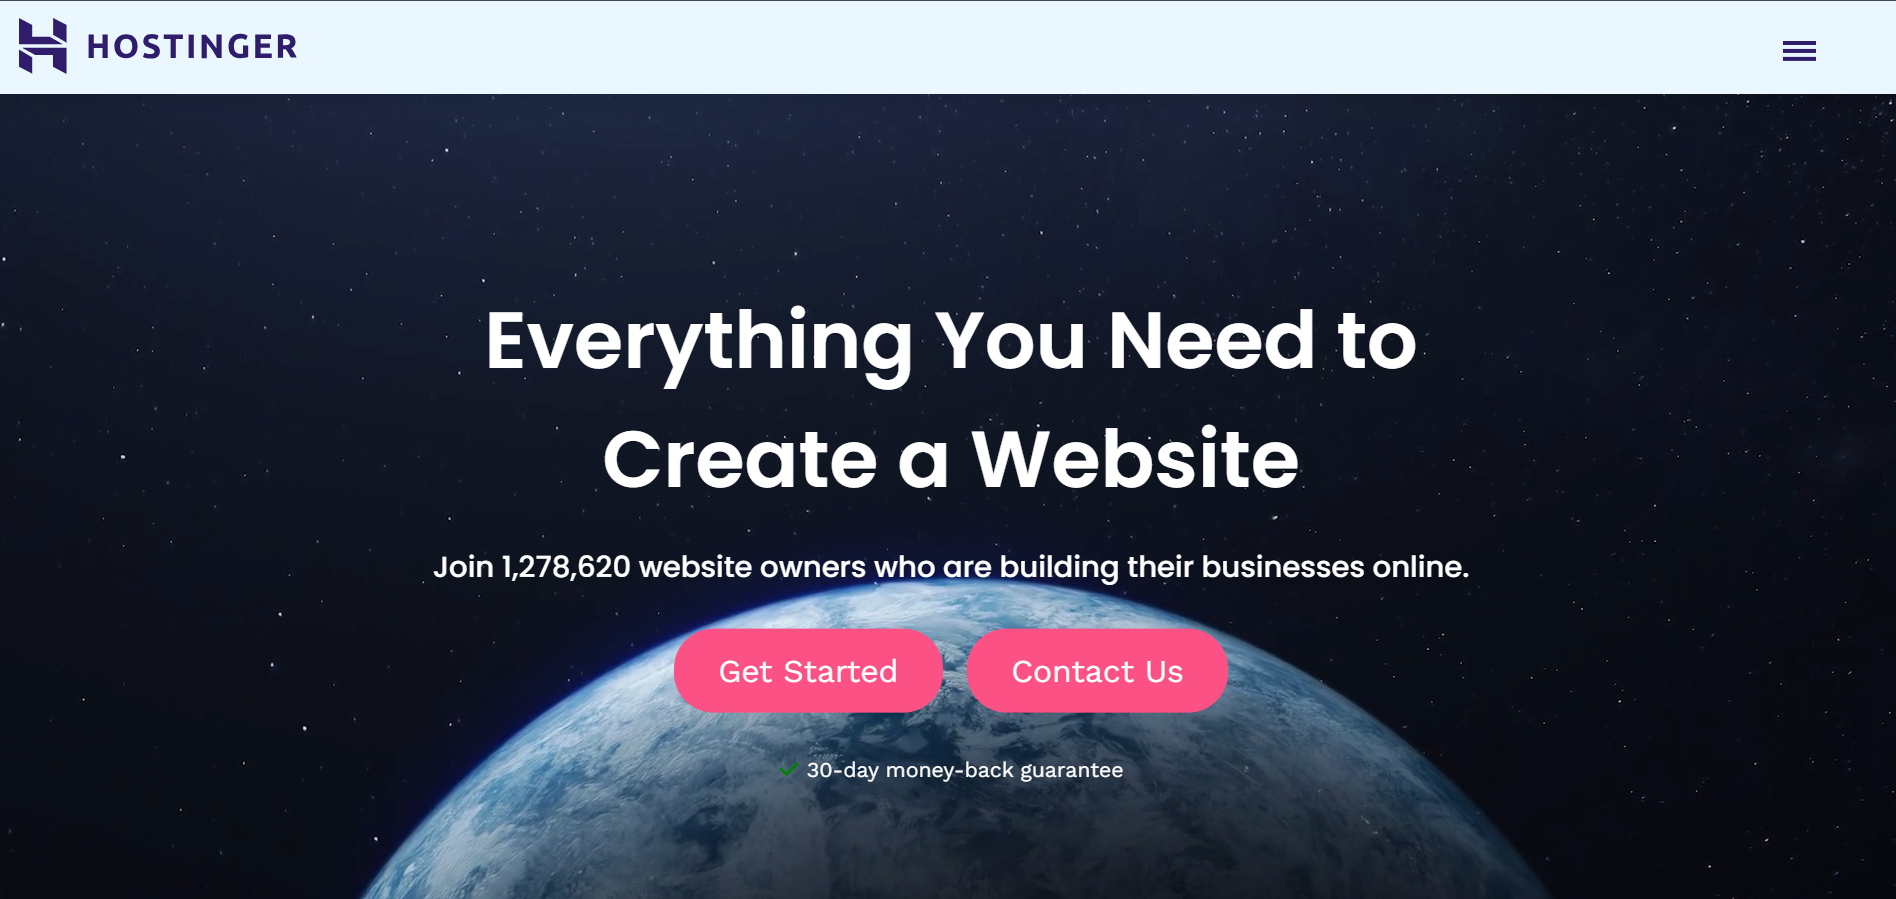 HOSTINGER
Everything You Need to
Create a Website
Join 1,278,620 website owners who are building their businesses online.
Get Started
Contact Us
30-day money-back guarantee